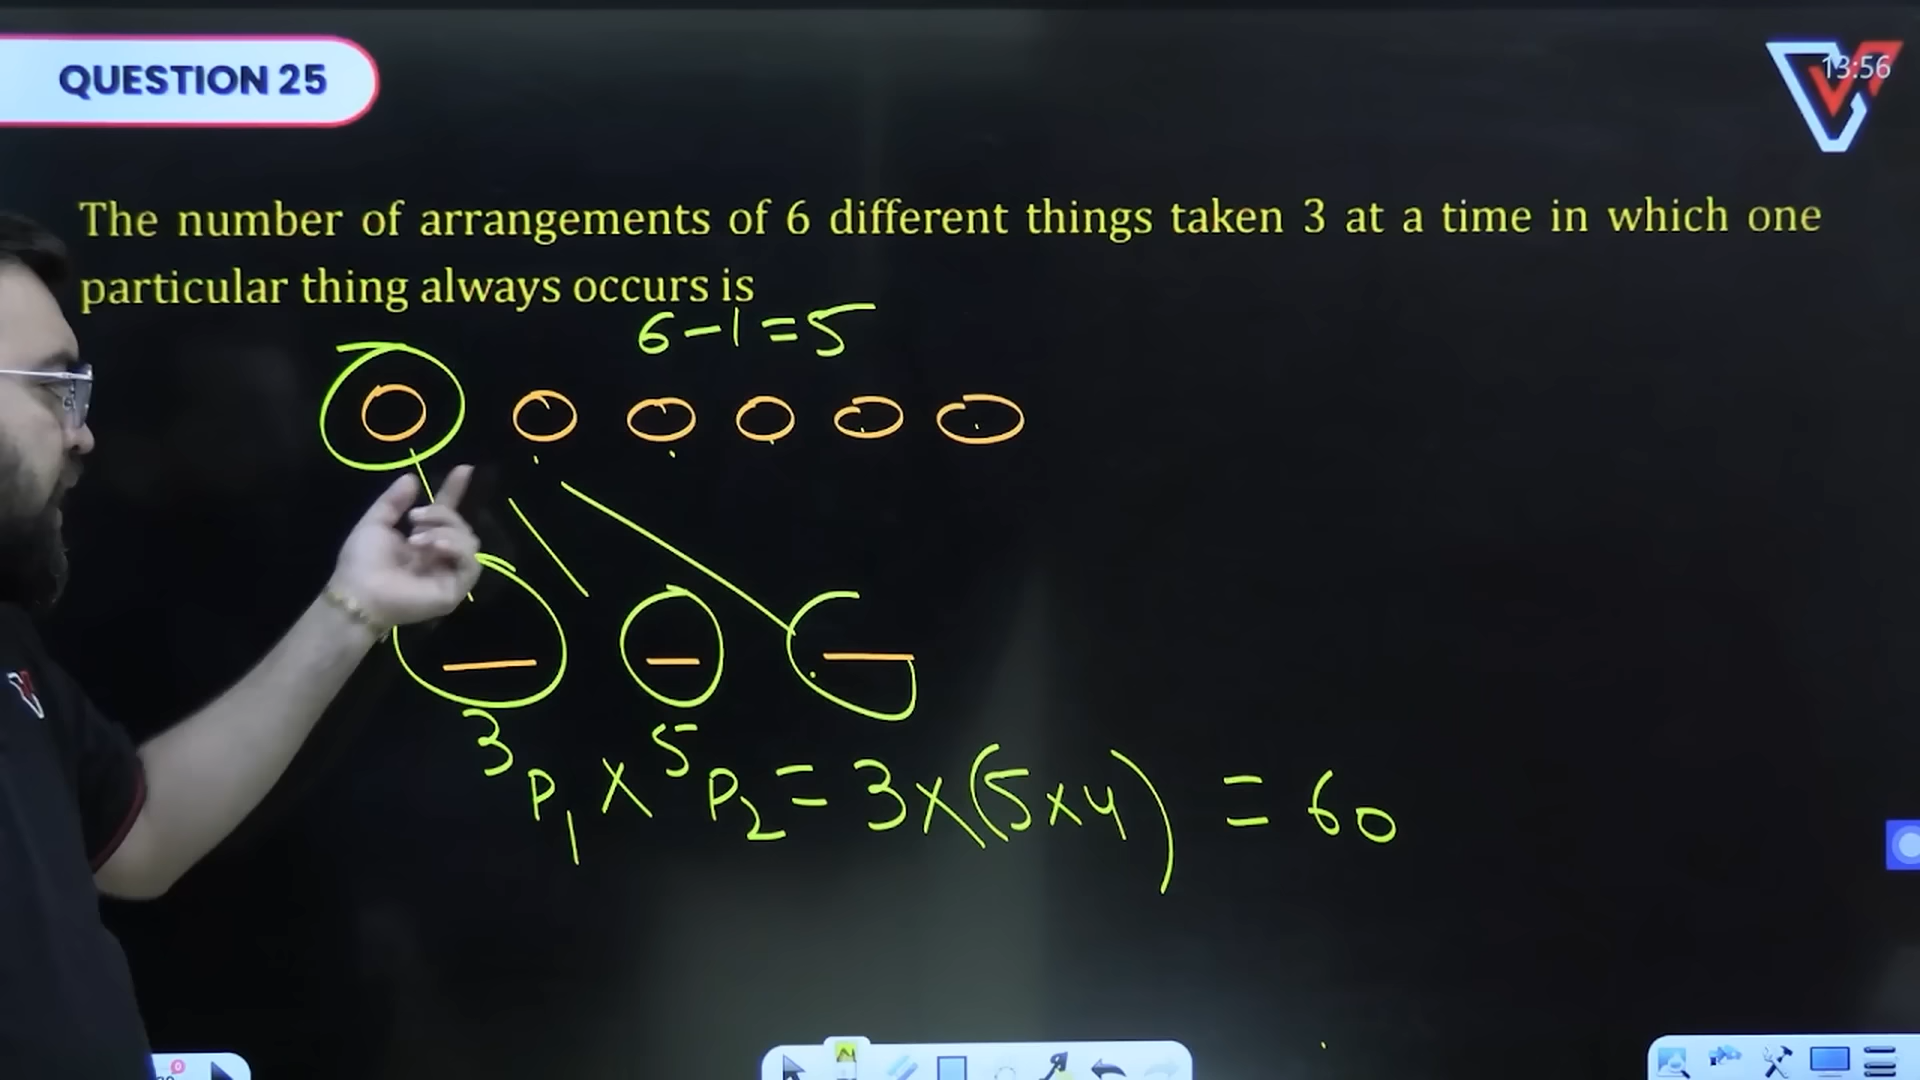 QUESTION 25
13:56
The number of arrangements of 6 different things taken 3 at a time in which one
particular thing always occurs is
6-1=5
³P₁ × ⁵P₂ = 3×(5×4) = 60